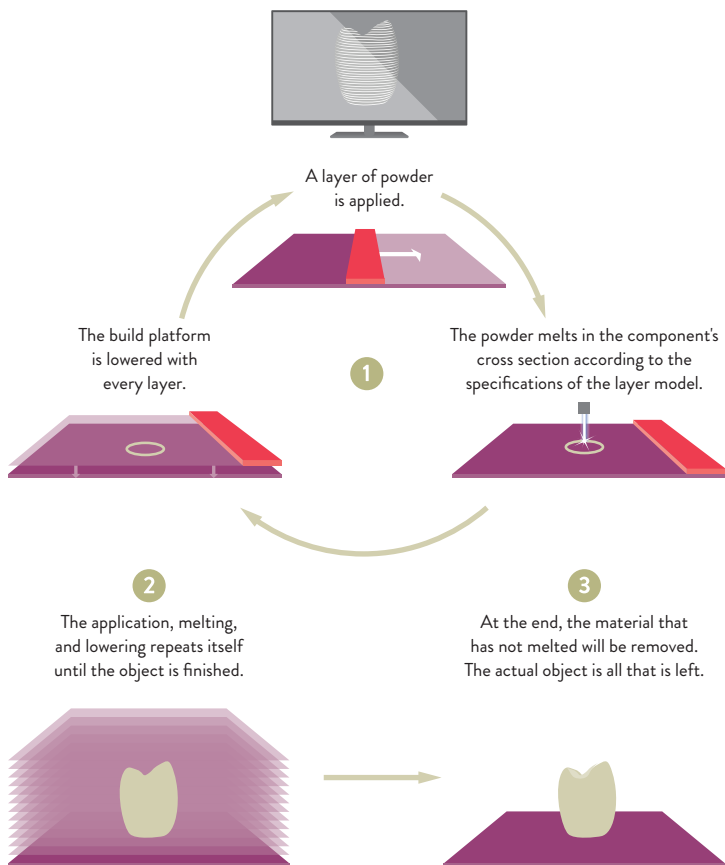 A layer of powder
is applied.
The build platform
is lowered with
every layer.
1
The powder melts in the component's
cross section according to the
specifications of the layer model.
2
The application, melting,
and lowering repeats itself
until the object is finished.
3
At the end, the material that
has not melted will be removed.
The actual object is all that is left.